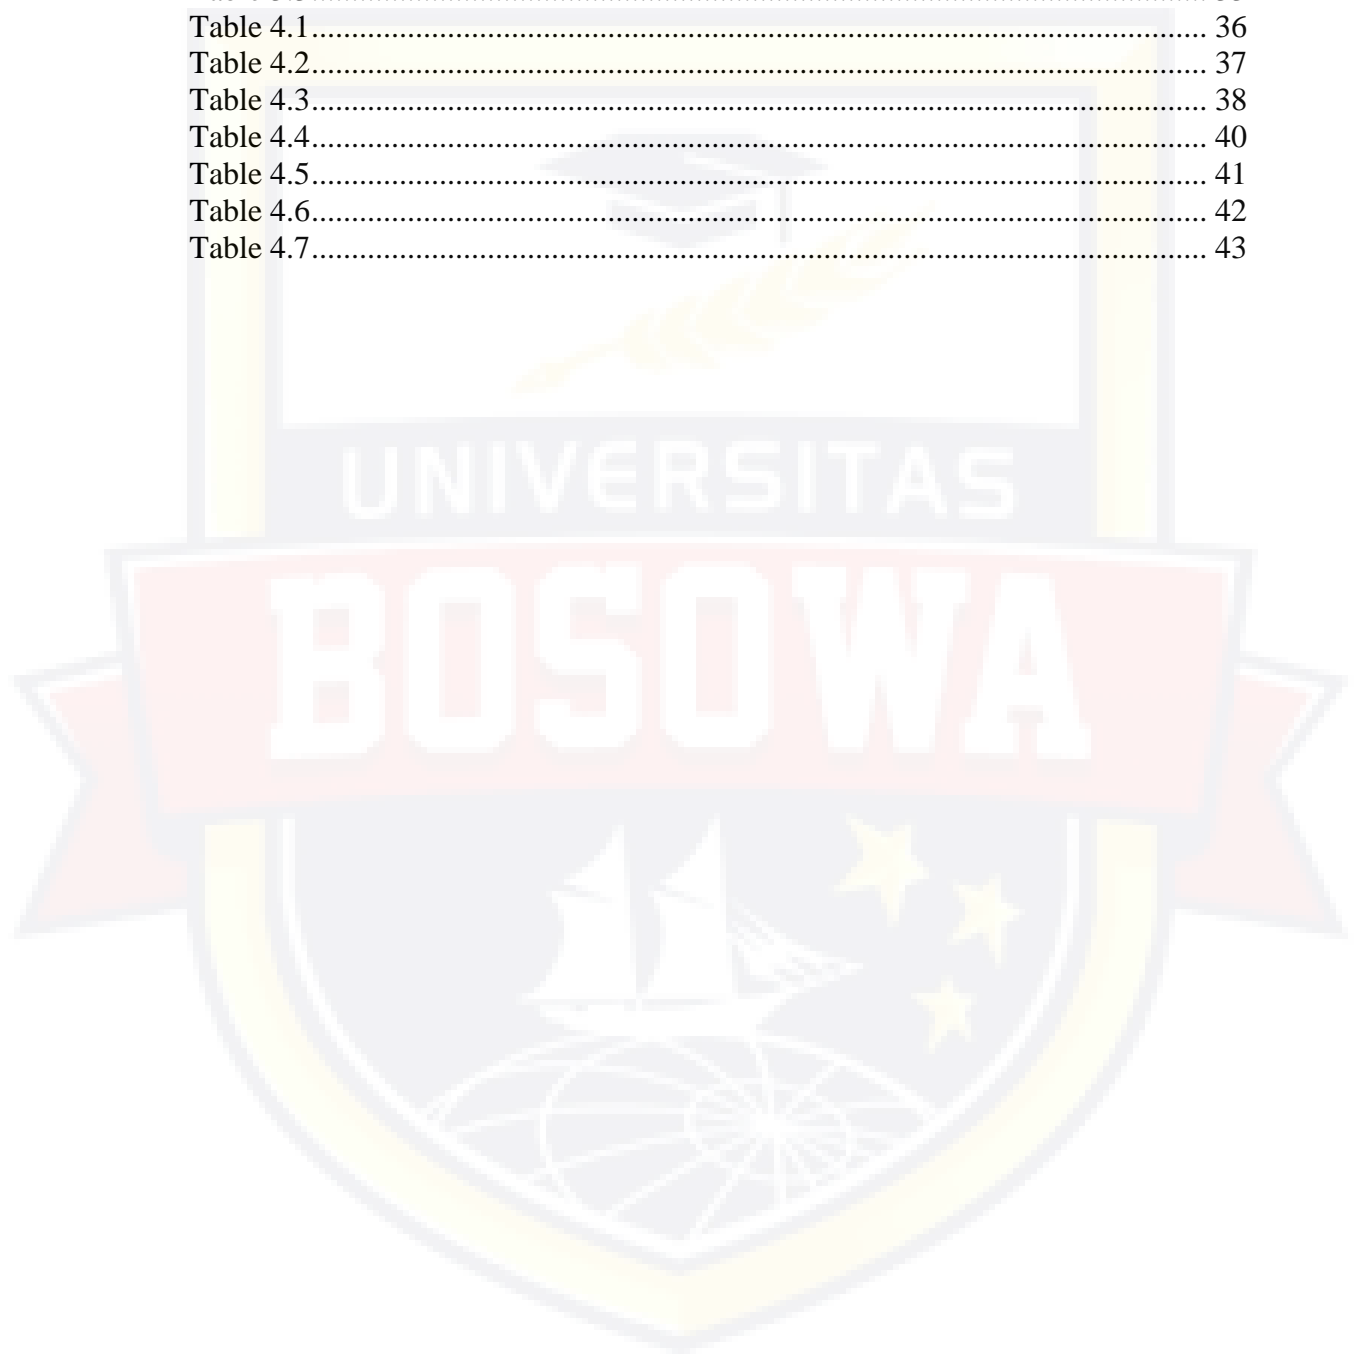 Table 4.1.......... 36
Table 4.2.......... 37
Table 4.3.......... 38
Table 4.4.......... 40
Table 4.5.......... 41
Table 4.6.......... 42
Table 4.7.......... 43
UNIVERSITAS
BOSOWA